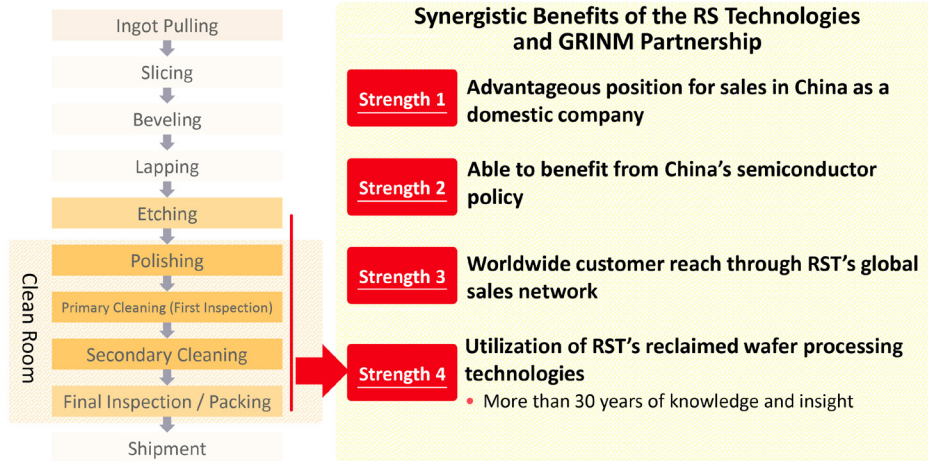 Ingot Pulling
Slicing
Beveling
Lapping
Etching
Polishing
Primary Cleaning (First Inspection)
Secondary Cleaning
Final Inspection / Packing
Shipment
Clean Room
Synergistic Benefits of the RS Technologies
and GRINM Partnership
Strength 1
Advantageous position for sales in China as a
domestic company
Strength 2
Able to benefit from China's semiconductor
policy
Strength 3
Worldwide customer reach through RST's global
sales network
Strength 4
Utilization of RST's reclaimed wafer processing
technologies
• More than 30 years of knowledge and insight